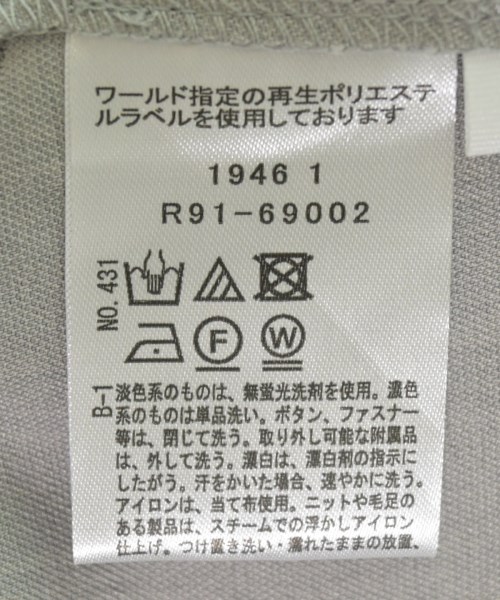 ワールド指定の再生ポリエステ
ルラベルを使用しております
1946 1
R91-69002
NO. 431
F
W
B-1
淡色系のものは、無蛍光洗剤を使用。濃色
系のものは単品洗い。ボタン、ファスナー
等は、閉じて洗う。取り外し可能な附属品
は、外して洗う。漂白は、漂白剤の指示に
したがう。汗をかいた場合、速やかに洗う。
アイロンは、当て布使用。ニットや毛足の
ある製品は、スチームでの浮かしアイロン
仕上げ。つけ置き洗い・濡れたままの放置、